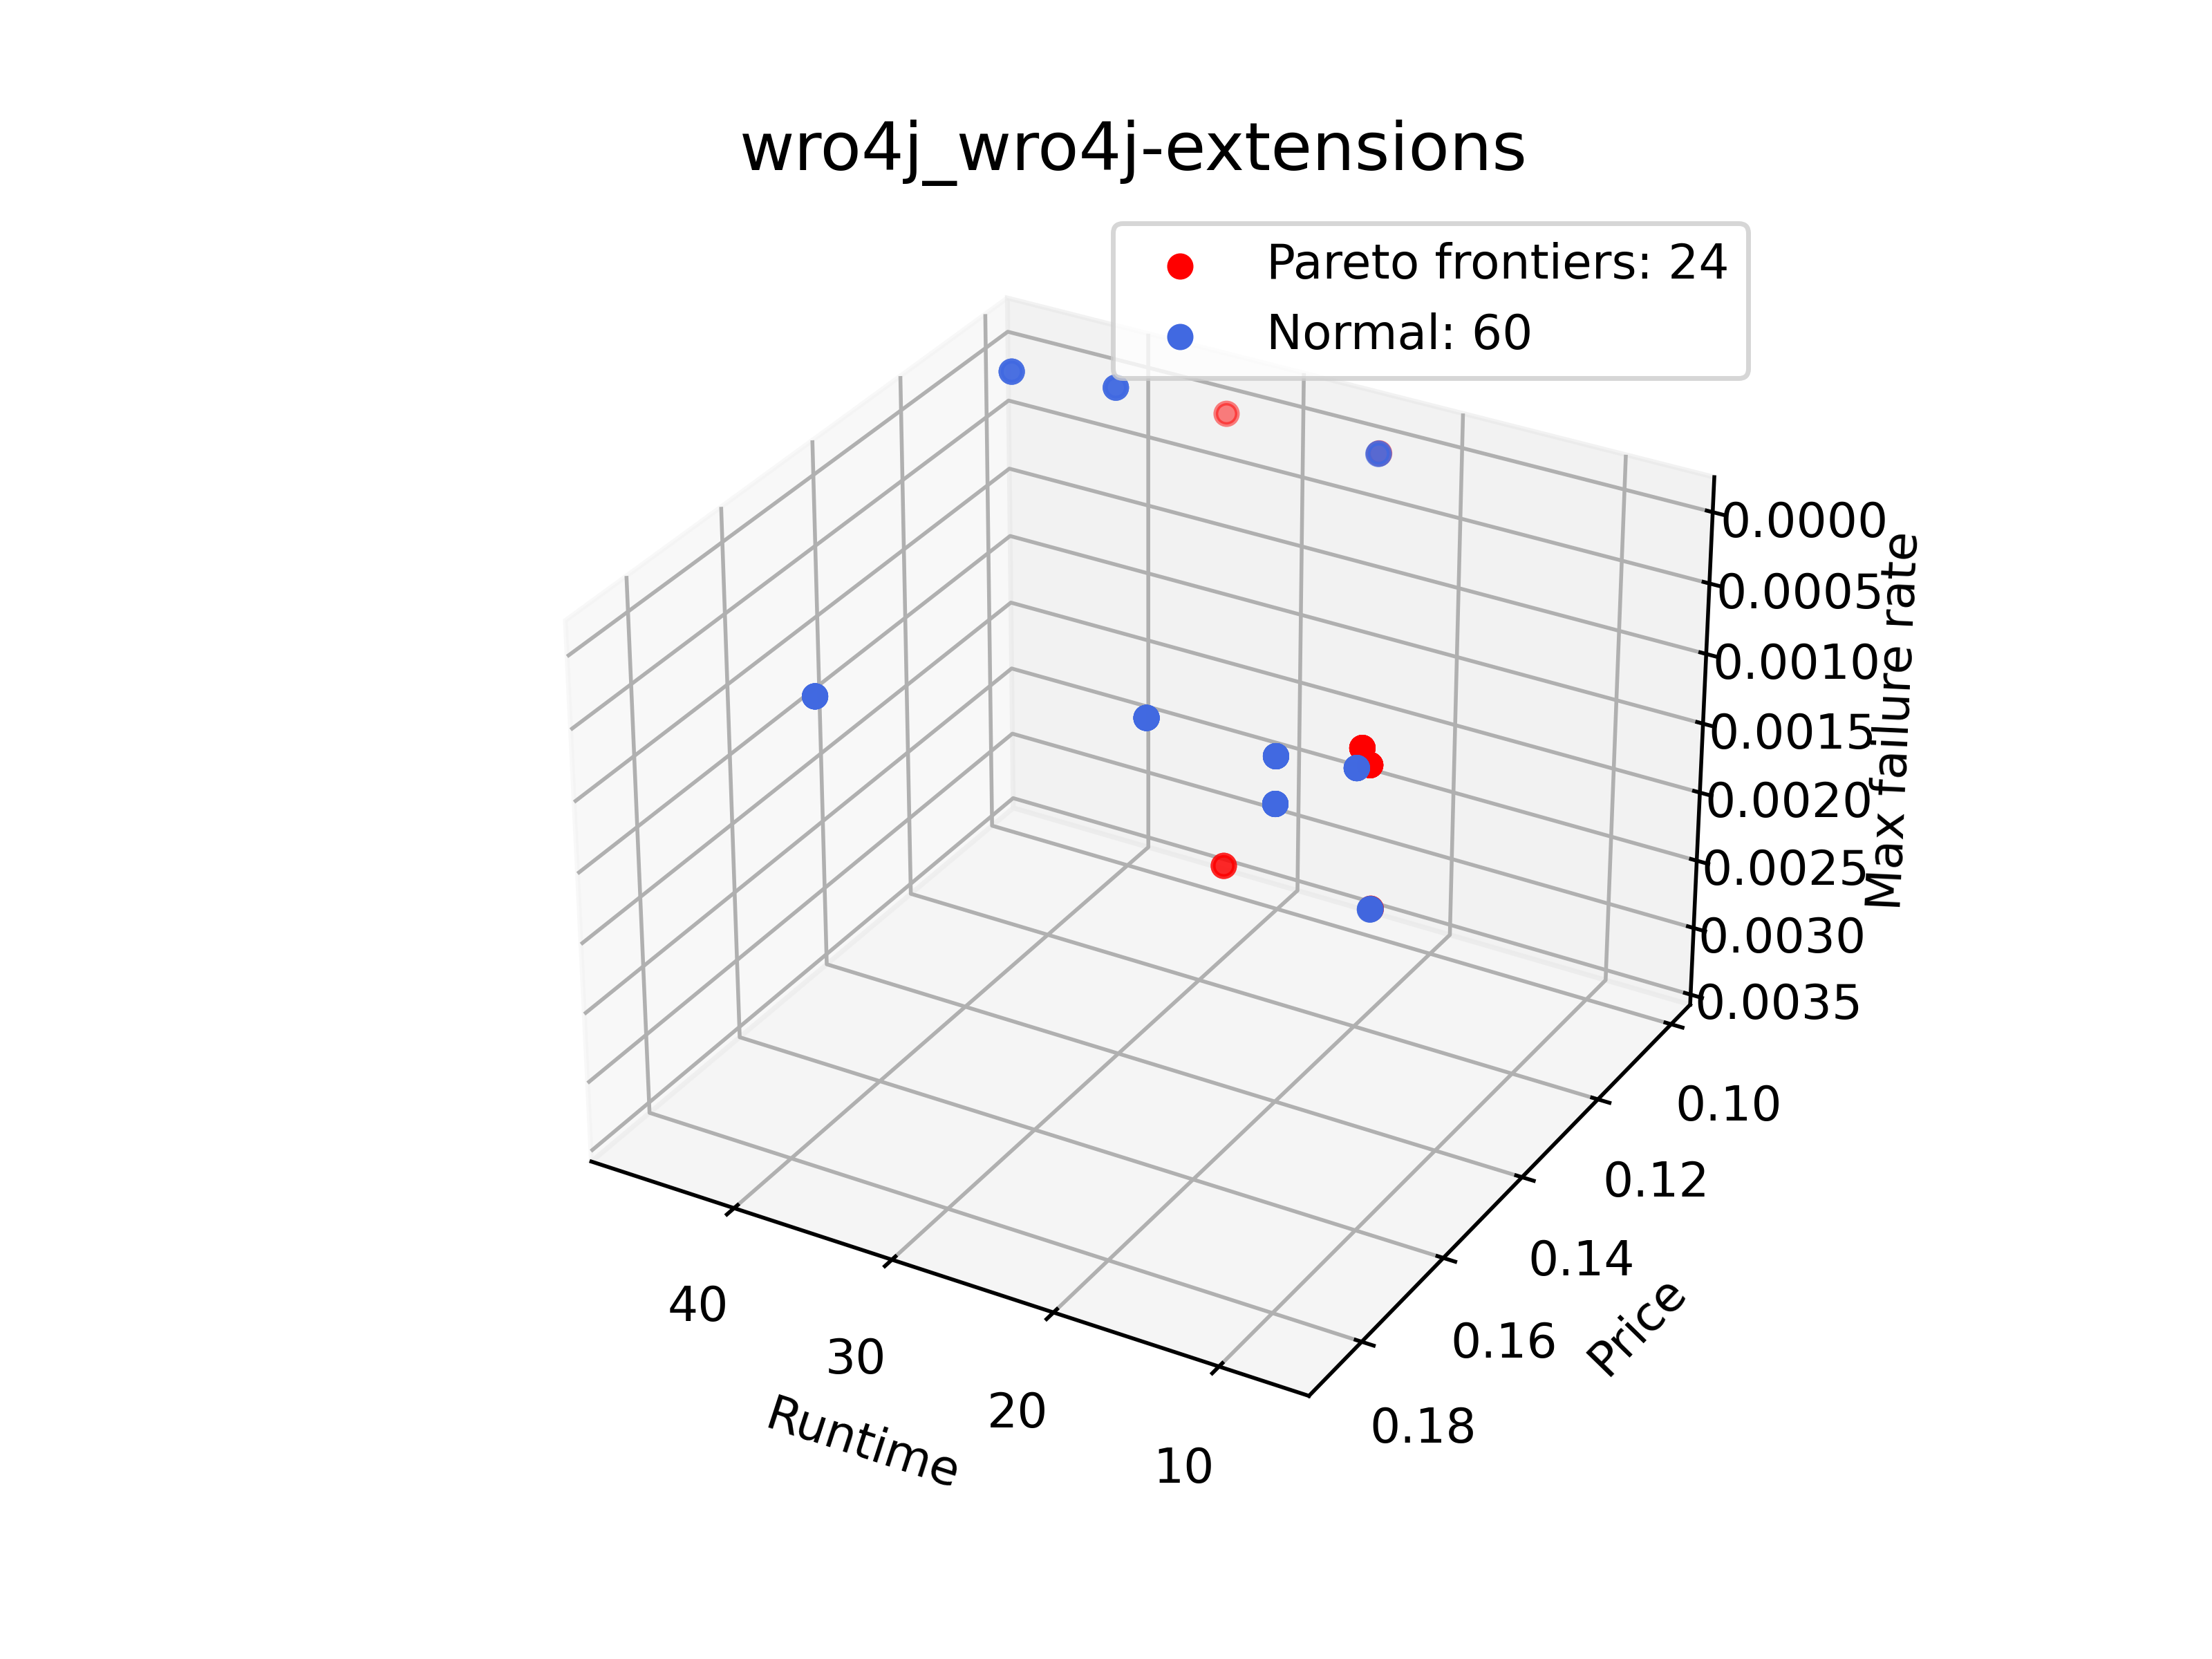 wro4j_wro4j-extensions
Pareto frontiers: 24
Normal: 60
0.0000
0.0005
0.0010
0.0015
0.0020
0.0025
0.0030
0.0035
Max failure rate
0.10
0.12
0.14
0.16
0.18
Price
40
30
20
10
Runtime